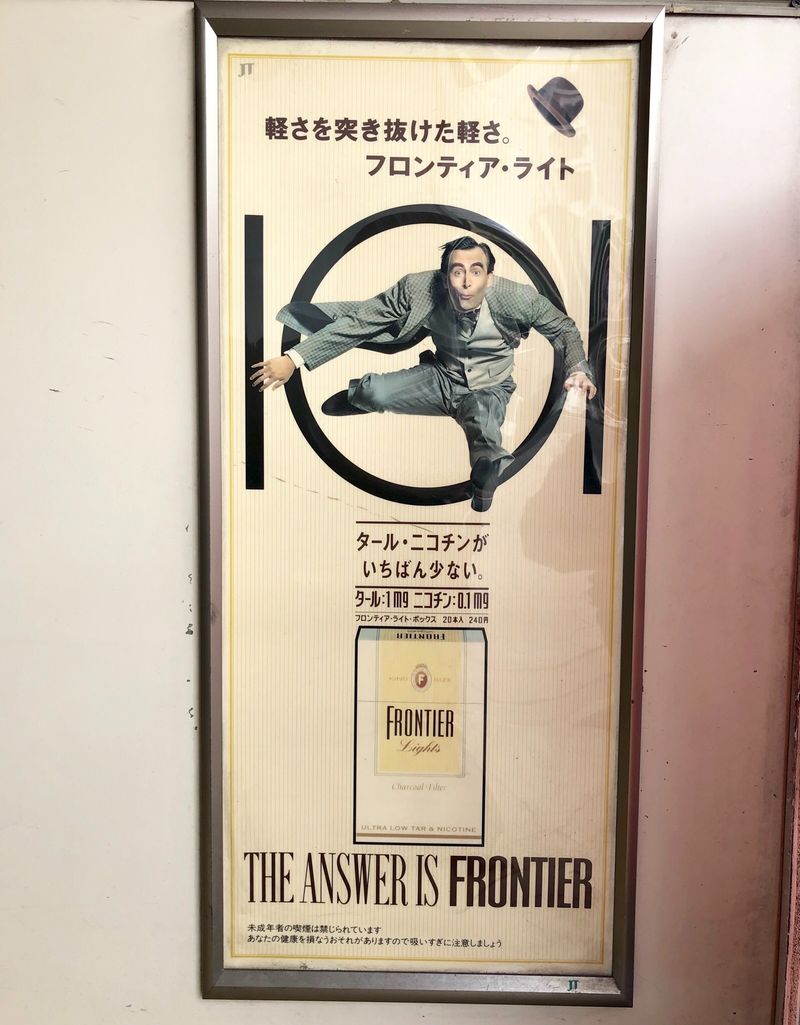 JT
軽さを突き抜けた軽さ。
フロンティア・ライト
101
タール・ニコチンが
いちばん少ない。
タール:1mg ニコチン:0.1mg
フロンティア・ライト・ボックス 20本入 240円
FRONTIER
KING F SIZE
FRONTIER
Lights
Charcoal Filter
ULTRA LOW TAR & NICOTINE
THE ANSWER IS FRONTIER
未成年者の喫煙は禁じられています
あなたの健康を損なうおそれがありますので吸いすぎに注意しましょう
JT